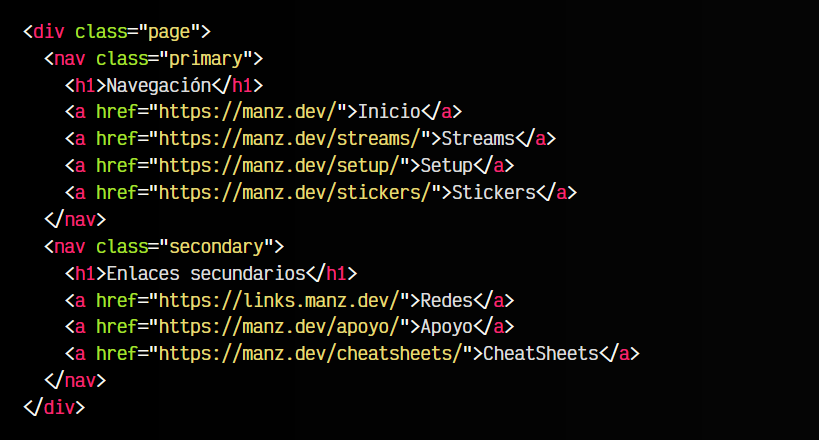 <div class="page">
  <nav class="primary">
    <h1>Navegación</h1>
    <a href="https://manz.dev/">Inicio</a>
    <a href="https://manz.dev/streams/">Streams</a>
    <a href="https://manz.dev/setup/">Setup</a>
    <a href="https://manz.dev/stickers/">Stickers</a>
  </nav>
  <nav class="secondary">
    <h1>Enlaces secundarios</h1>
    <a href="https://links.manz.dev/">Redes</a>
    <a href="https://manz.dev/apoyo/">Apoyo</a>
    <a href="https://manz.dev/cheatsheets/">CheatSheets</a>
  </nav>
</div>